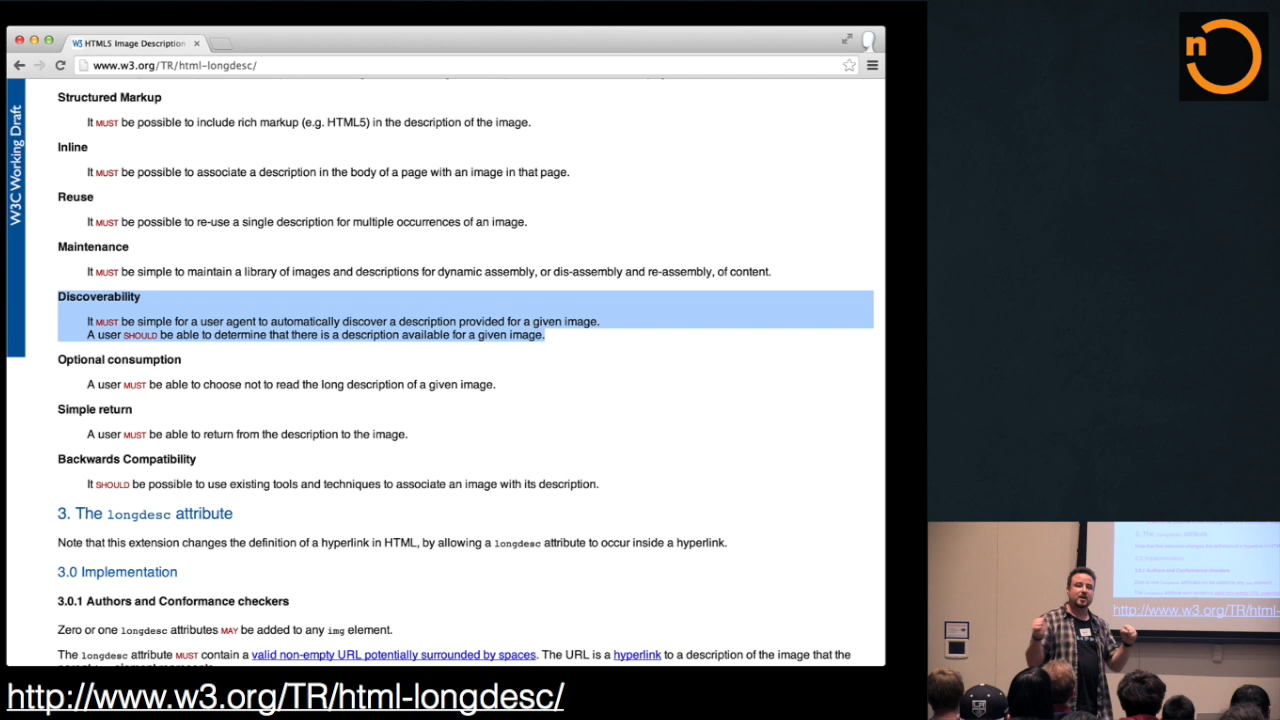 W3 HTML5 Image Description
www.w3.org/TR/html-longdesc/
n
W3C Working Draft
Structured Markup
It MUST be possible to include rich markup (e.g. HTML5) in the description of the image.
Inline
It MUST be possible to associate a description in the body of a page with an image in that page.
Reuse
It MUST be possible to re-use a single description for multiple occurrences of an image.
Maintenance
It MUST be simple to maintain a library of images and descriptions for dynamic assembly, or dis-assembly and re-assembly, of content.
Discoverability
It MUST be simple for a user agent to automatically discover a description provided for a given image.
A user SHOULD be able to determine that there is a description available for a given image.
Optional consumption
A user MUST be able to choose not to read the long description of a given image.
Simple return
A user MUST be able to return from the description to the image.
Backwards Compatibility
It SHOULD be possible to use existing tools and techniques to associate an image with its description.
3. The longdesc attribute
Note that this extension changes the definition of a hyperlink in HTML, by allowing a longdesc attribute to occur inside a hyperlink.
3.0 Implementation
3.0.1 Authors and Conformance checkers
Zero or one longdesc attributes MAY be added to any img element.
The longdesc attribute MUST contain a valid non-empty URL potentially surrounded by spaces. The URL is a hyperlink to a description of the image that the
http://www.w3.org/TR/html-longdesc/
http://www.w3.org/TR/html-